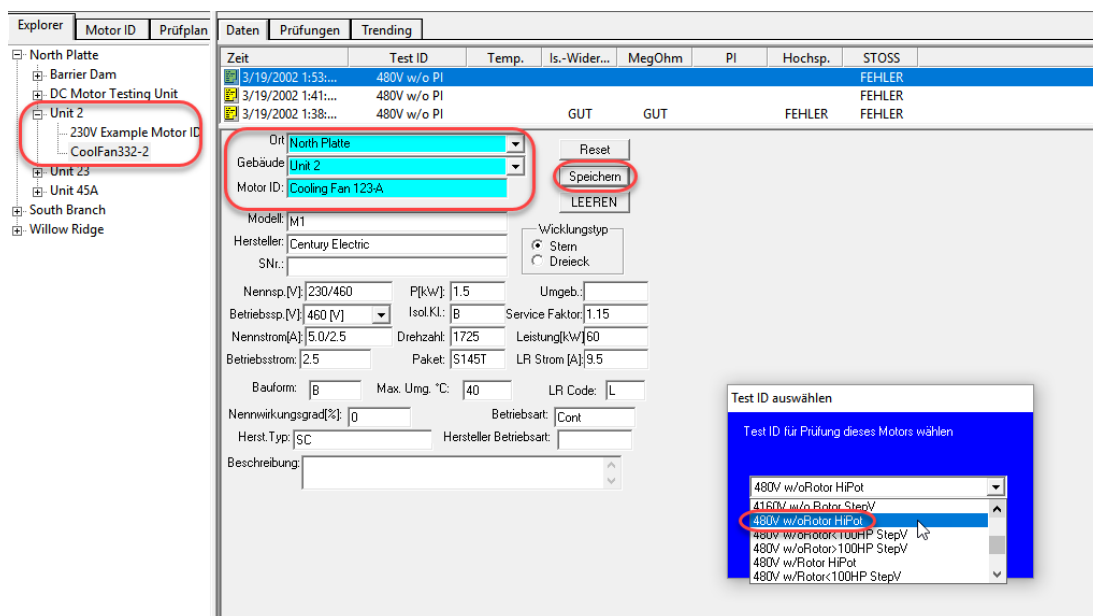 Explorer Motor ID Prüfplan
North Platte
Barrier Dam
DC Motor Testing Unit
Unit 2
230V Example Motor ID
CoolFan332-2
Unit 23
Unit 45A
South Branch
Willow Ridge
Daten Prüfungen Trending
Zeit Test ID Temp. Is.-Wider... MegOhm PI Hochsp. STOSS
3/19/2002 1:53:... 480V w/o PI FEHLER
3/19/2002 1:41:... 480V w/o PI FEHLER
3/19/2002 1:38:... 480V w/o PI GUT GUT FEHLER FEHLER
Ort North Platte Reset
Gebäude Unit 2 Speichern
Motor ID: Cooling Fan 123-A LEEREN
Modell: M1 Wicklungstyp
Hersteller: Century Electric Stern
SNr.: Dreieck
Nennsp.[V]: 230/460 P[kW]: 1.5 Umgeb.:
Betriebssp.[V]: 460 [V] Isol.Kl.: B Service Faktor: 1.15
Nennstrom[A]: 5.0/2.5 Drehzahl: 1725 Leistung[kW] 60
Betriebsstrom: 2.5 Paket: S145T LR Strom [A]: 9.5
Bauform: B Max. Umg. °C: 40 LR Code: L
Nennwirkungsgrad[%]: 0 Betriebsart: Cont
Herst.Typ: SC Hersteller Betriebsart:
Beschreibung:
Test ID auswählen
Test ID für Prüfung dieses Motors wählen
480V w/oRotor HiPot
4160V w/o Rotor StepV
480V w/oRotor HiPot
480V w/oRotor<100HP StepV
480V w/oRotor>100HP StepV
480V w/Rotor HiPot
480V w/Rotor<100HP StepV